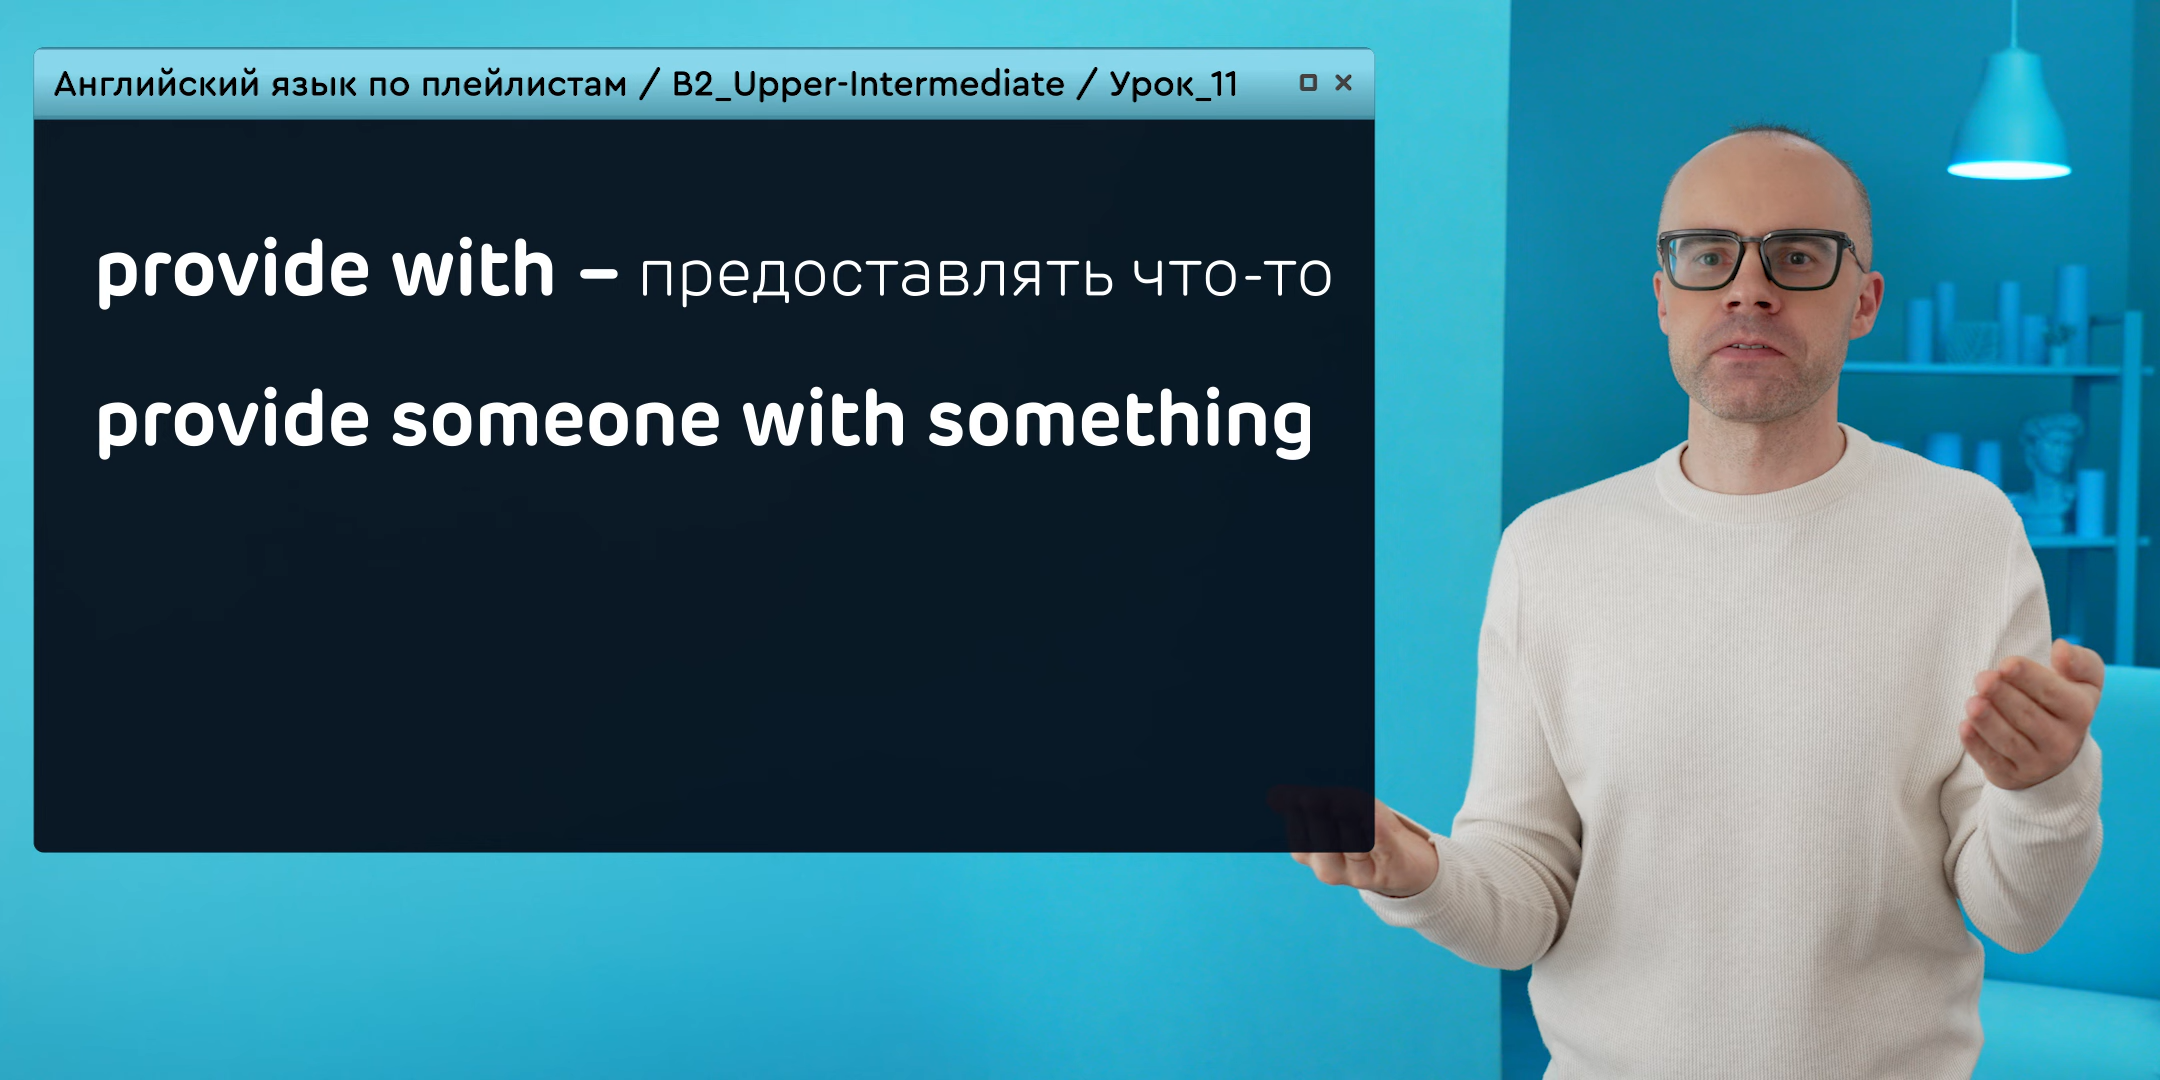 Английский язык по плейлистам / B2_Upper-Intermediate / Урок_11
provide with – предоставлять что-то
provide someone with something